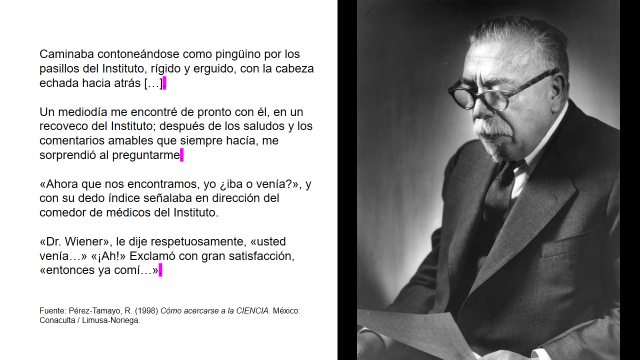 Caminaba contoneándose como pingüino por los
pasillos del Instituto, rígido y erguido, con la cabeza
echada hacia atrás […].
Un mediodía me encontré de pronto con él, en un
recoveco del Instituto; después de los saludos y los
comentarios amables que siempre hacía, me
sorprendió al preguntarme.
«Ahora que nos encontramos, yo ¿iba o venía?», y
con su dedo índice señalaba en dirección del
comedor de médicos del Instituto.
«Dr. Wiener», le dije respetuosamente, «usted
venía…» «¡Ah!» Exclamó con gran satisfacción,
«entonces ya comí…».
Fuente: Pérez-Tamayo, R. (1998) Cómo acercarse a la CIENCIA. México:
Conaculta / Limusa-Noriega.